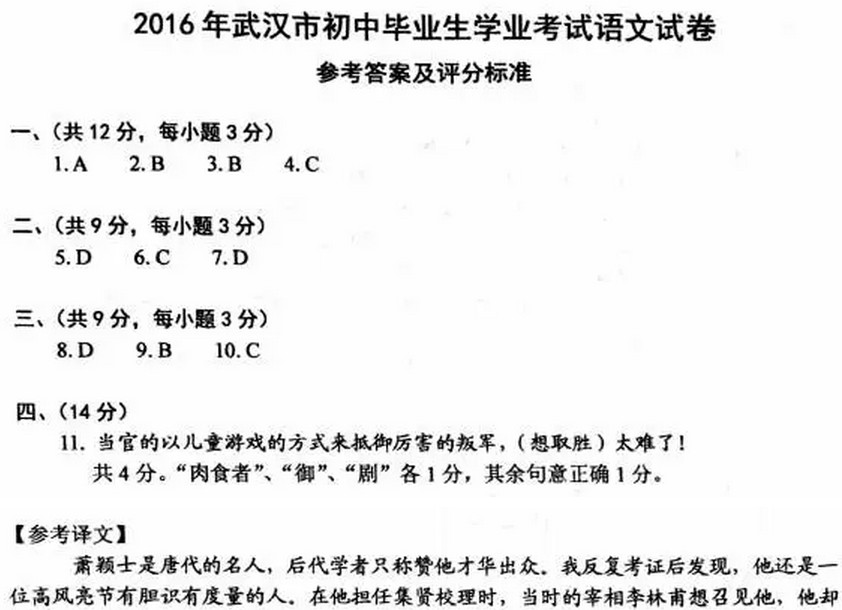 2016年武汉市初中毕业生学业考试语文试卷
参考答案及评分标准
一、（共12分，每小题3分）
1. A 2. B 3. B 4. C
二、（共9分，每小题3分）
5. D 6. C 7. D
三、（共9分，每小题3分）
8. D 9. B 10. C
四、（14分）
11. 当官的以儿童游戏的方式来抵御厉害的叛军，（想取胜）太难了！
共4分。“肉食者”、“御”、“剧”各1分，其余句意正确1分。
【参考译文】
萧颖士是唐代的名人，后代学者只称赞他才华出众。我反复考证后发现，他还是一
位高风亮节有胆识有度量的人。在他担任集贤校理时，当时的宰相李林甫想召见他，他却